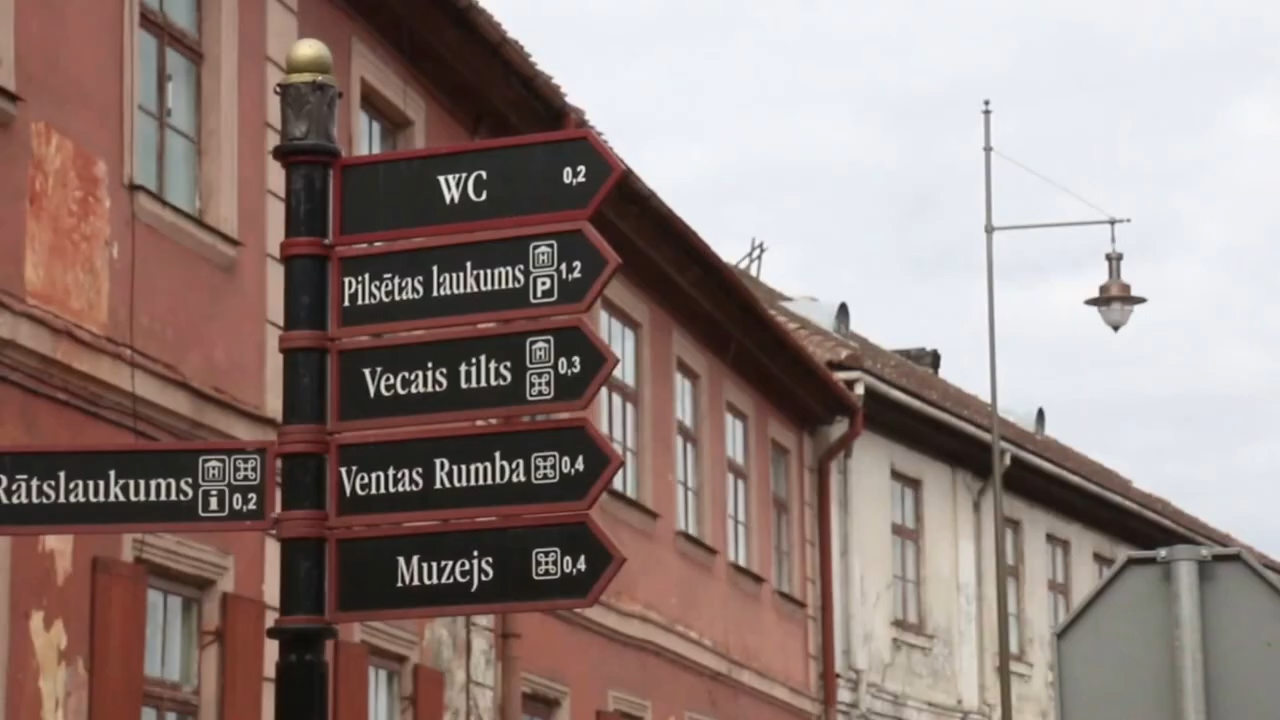 WC 0,2
Pilsētas laukums H P 1,2
Vecais tilts H 0,3
Ventas Rumba 0,4
Rātslaukums H i 0,2
Muzejs 0,4